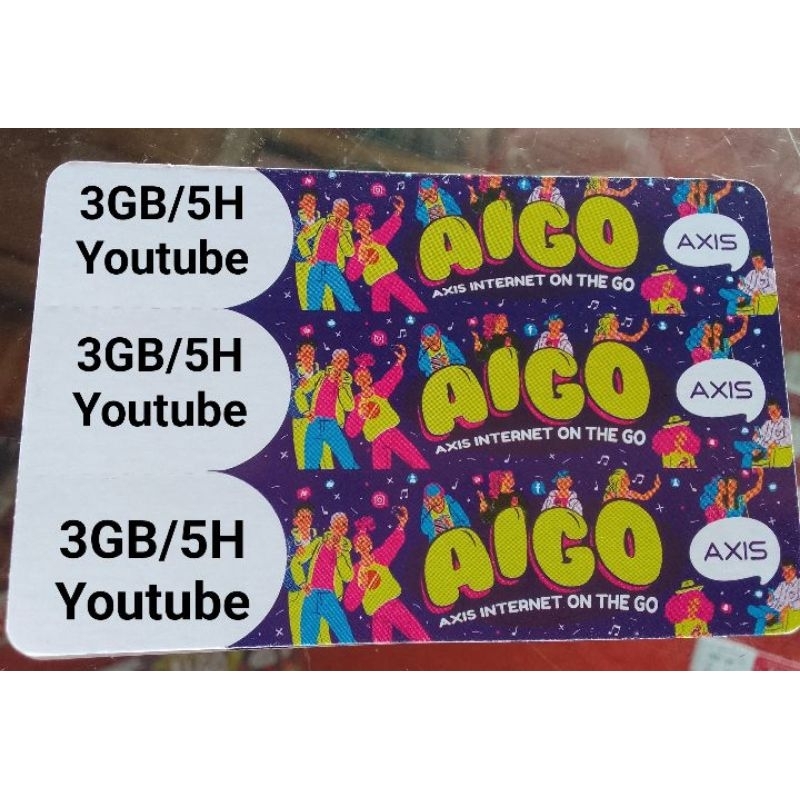 3GB/5H
Youtube
AIGO
AXIS INTERNET ON THE GO
AXIS
3GB/5H
Youtube
AIGO
AXIS INTERNET ON THE GO
AXIS
3GB/5H
Youtube
AIGO
AXIS INTERNET ON THE GO
AXIS